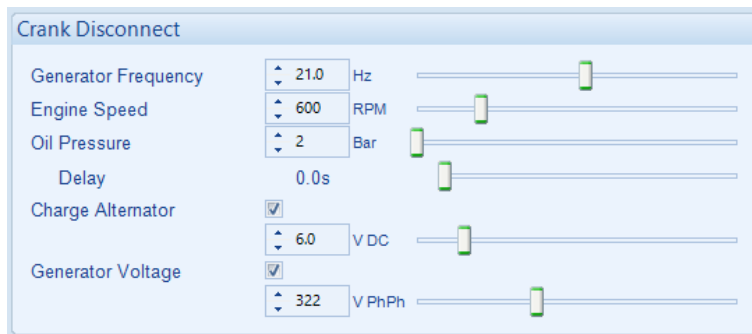 Crank Disconnect
Generator Frequency 21.0 Hz
Engine Speed 600 RPM
Oil Pressure 2 Bar
Delay 0.0s
Charge Alternator
6.0 V DC
Generator Voltage
322 V PhPh